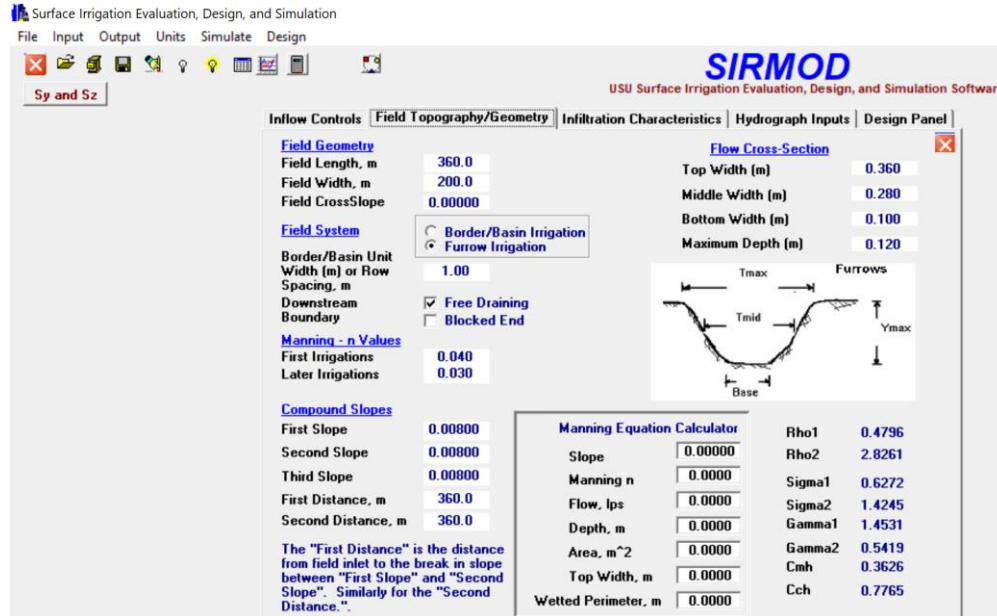 Surface Irrigation Evaluation, Design, and Simulation
File Input Output Units Simulate Design
SIRMOD
USU Surface Irrigation Evaluation, Design, and Simulation Softwar
Sy and Sz
Inflow Controls Field Topography/Geometry Infiltration Characteristics Hydrograph Inputs Design Panel
Field Geometry
Field Length, m 360.0
Field Width, m 200.0
Field CrossSlope 0.00000
Field System
Border/Basin Irrigation
Furrow Irrigation
Border/Basin Unit
Width (m) or Row 1.00
Spacing, m
Downstream Free Draining
Boundary Blocked End
Manning - n Values
First Irrigations 0.040
Later Irrigations 0.030
Compound Slopes
First Slope 0.00800
Second Slope 0.00800
Third Slope 0.00800
First Distance, m 360.0
Second Distance, m 360.0
The "First Distance" is the distance
from field inlet to the break in slope
between "First Slope" and "Second
Slope". Similarly for the "Second
Distance.".
Flow Cross-Section
Top Width (m) 0.360
Middle Width (m) 0.280
Bottom Width (m) 0.100
Maximum Depth (m) 0.120
Tmax Furrows
Tmid
Ymax
Base
Manning Equation Calculator
Slope 0.00000
Manning n 0.0000
Flow, lps 0.0000
Depth, m 0.0000
Area, m^2 0.0000
Top Width, m 0.0000
Wetted Perimeter, m 0.0000
Rho1 0.4796
Rho2 2.8261
Sigma1 0.6272
Sigma2 1.4245
Gamma1 1.4531
Gamma2 0.5419
Cmh 0.3626
Cch 0.7765